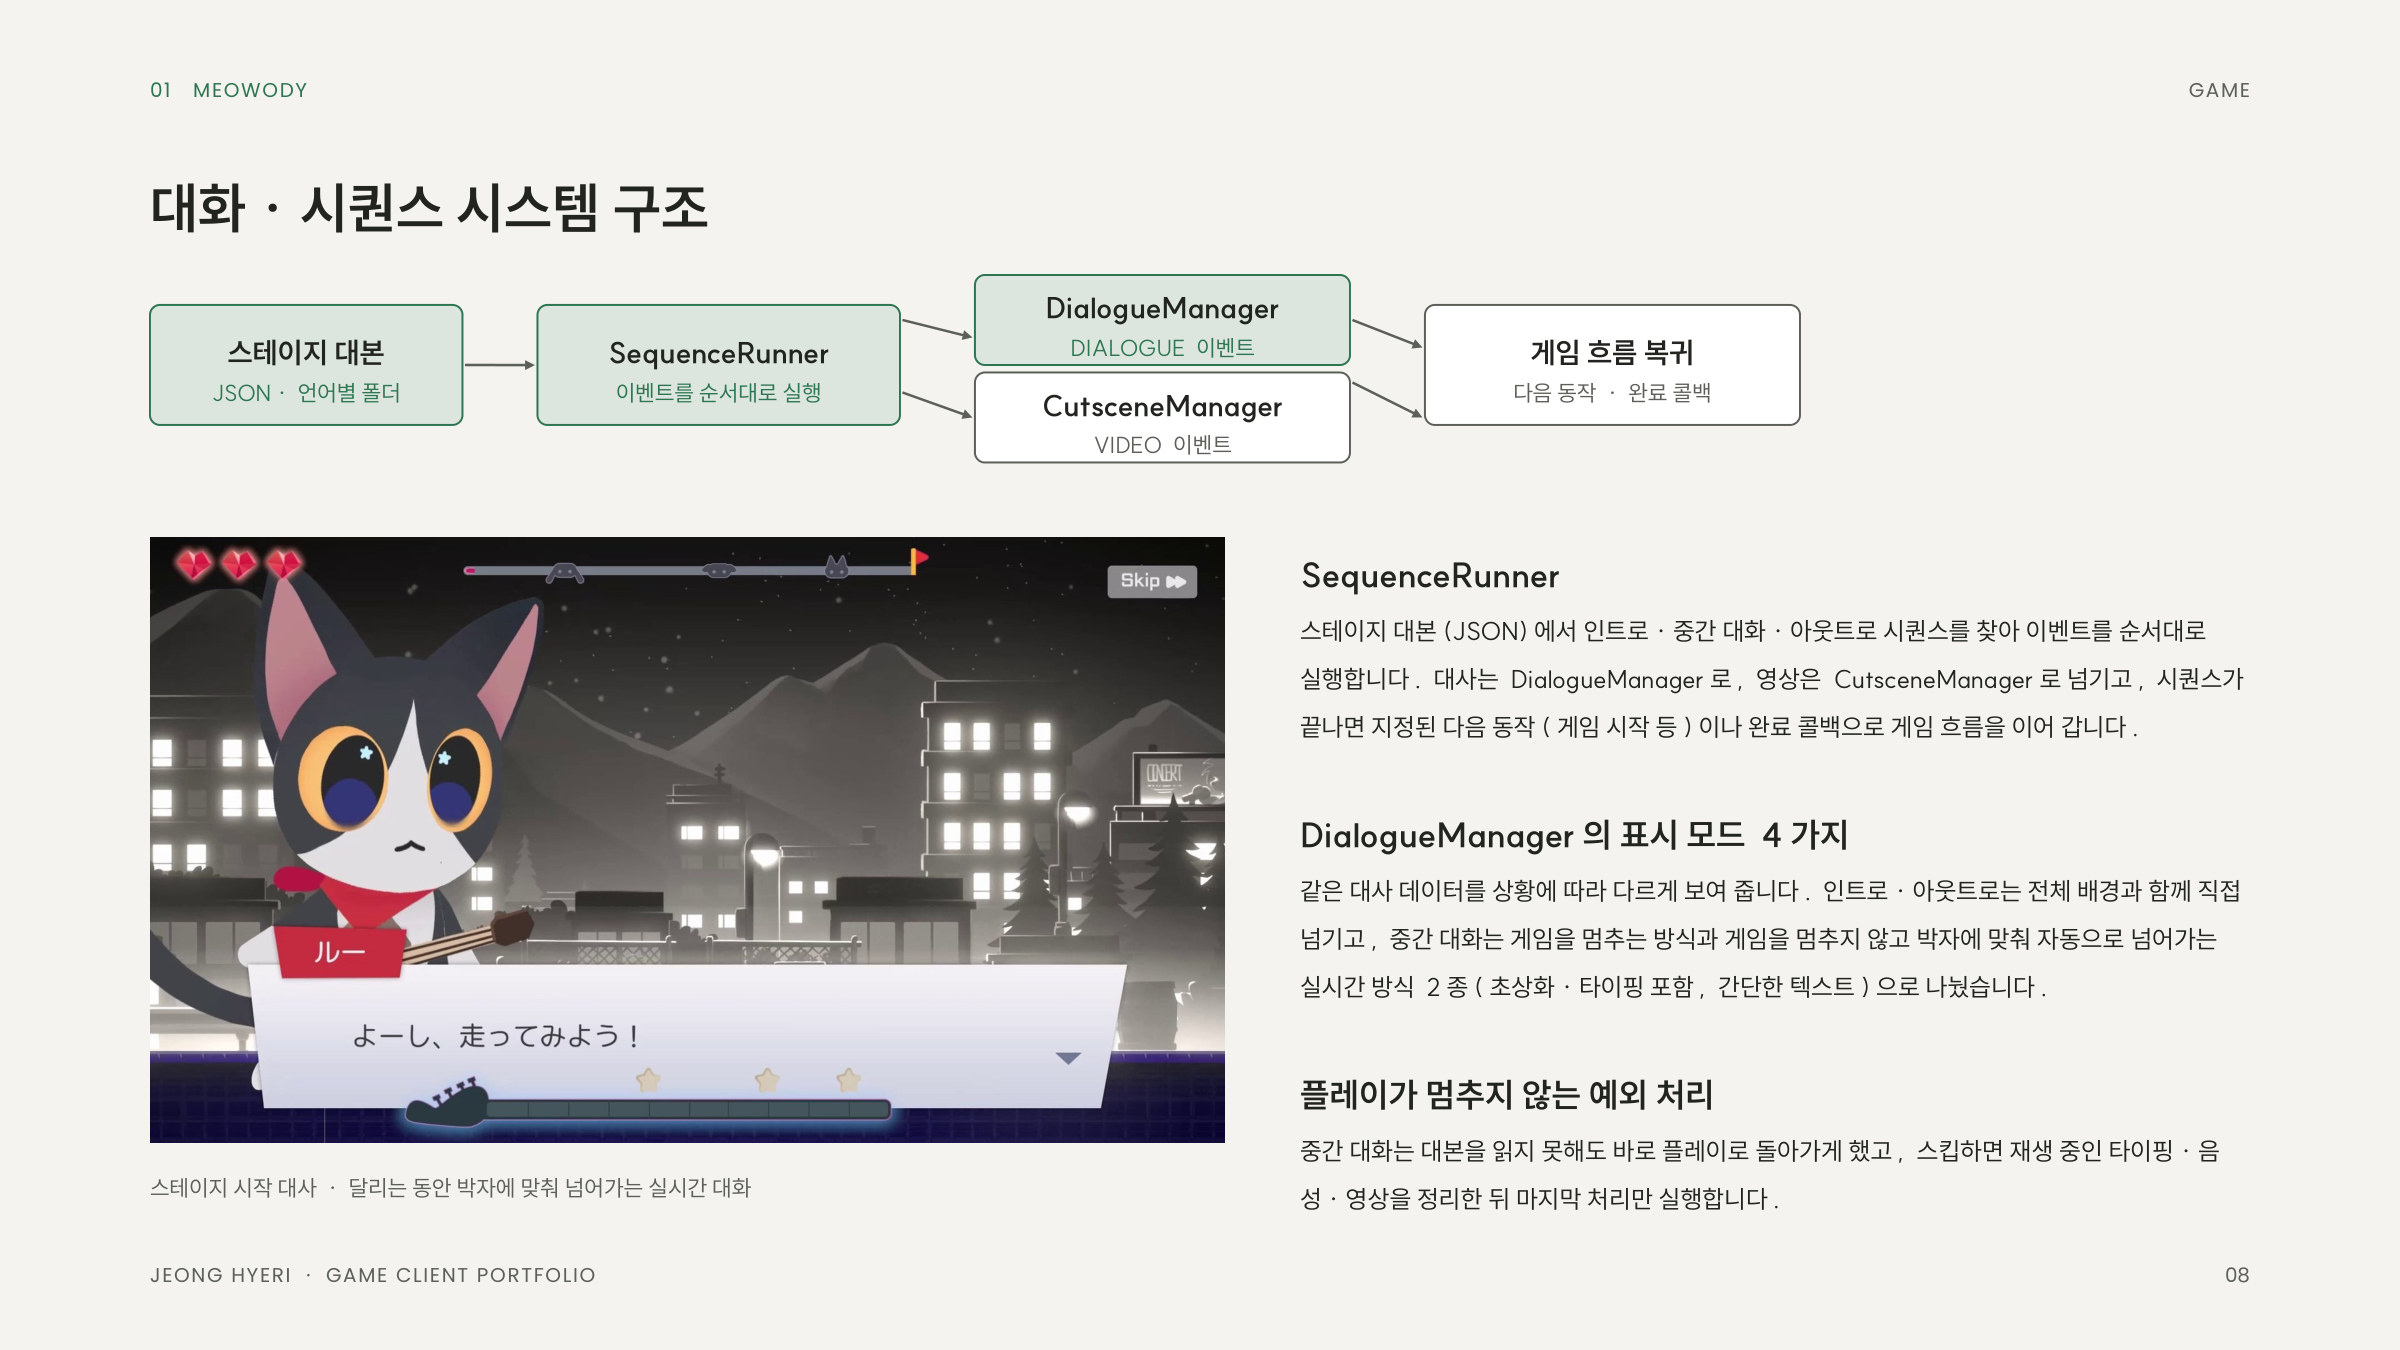 01 MEOWODY
GAME
대화 · 시퀀스 시스템 구조
스테이지 대본
JSON · 언어별 폴더
SequenceRunner
이벤트를 순서대로 실행
DialogueManager
DIALOGUE 이벤트
CutsceneManager
VIDEO 이벤트
게임 흐름 복귀
다음 동작 · 완료 콜백
Skip
CONCERT
ルー
よーし、走ってみよう！
스테이지 시작 대사 · 달리는 동안 박자에 맞춰 넘어가는 실시간 대화
SequenceRunner
스테이지 대본 (JSON) 에서 인트로 · 중간 대화 · 아웃트로 시퀀스를 찾아 이벤트를 순서대로
실행합니다 . 대사는 DialogueManager 로 , 영상은 CutsceneManager 로 넘기고 , 시퀀스가
끝나면 지정된 다음 동작 ( 게임 시작 등 ) 이나 완료 콜백으로 게임 흐름을 이어 갑니다 .
DialogueManager 의 표시 모드 4 가지
같은 대사 데이터를 상황에 따라 다르게 보여 줍니다 . 인트로 · 아웃트로는 전체 배경과 함께 직접
넘기고 , 중간 대화는 게임을 멈추는 방식과 게임을 멈추지 않고 박자에 맞춰 자동으로 넘어가는
실시간 방식 2 종 ( 초상화 · 타이핑 포함 , 간단한 텍스트 ) 으로 나눴습니다 .
플레이가 멈추지 않는 예외 처리
중간 대화는 대본을 읽지 못해도 바로 플레이로 돌아가게 했고 , 스킵하면 재생 중인 타이핑 · 음
성 · 영상을 정리한 뒤 마지막 처리만 실행합니다 .
JEONG HYERI · GAME CLIENT PORTFOLIO
08